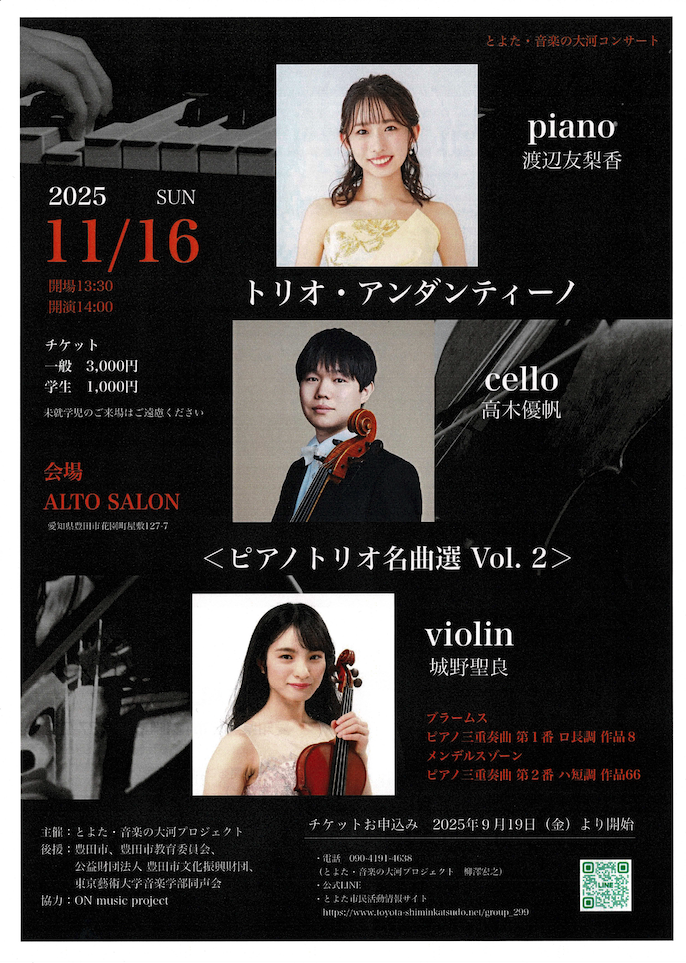 とよた・音楽の大河コンサート
piano
渡辺友梨香
2025 SUN
11/16
開場13:30
開演14:00
トリオ・アンダンティーノ
チケット
一般 3,000円
学生 1,000円
未就学児のご来場はご遠慮ください
cello
高木優帆
会場
ALTO SALON
愛知県豊田市花園町屋敷127-7
＜ピアノトリオ名曲選 Vol. 2＞
violin
城野聖良
ブラームス
ピアノ三重奏曲 第１番 ロ長調 作品８
メンデルスゾーン
ピアノ三重奏曲 第２番 ハ短調 作品66
主催：とよた・音楽の大河プロジェクト
後援：豊田市、豊田市教育委員会、
公益財団法人 豊田市文化振興財団、
東京藝術大学音楽学部同声会
協力：ON music project
チケットお申込み 2025年９月19日（金）より開始
・電話 090-4191-4638
（とよた・音楽の大河プロジェクト 柳澤宏之）
・公式LINE
・とよた市民活動情報サイト
https://www.toyota-shiminkatsudo.net/group_299
LINE